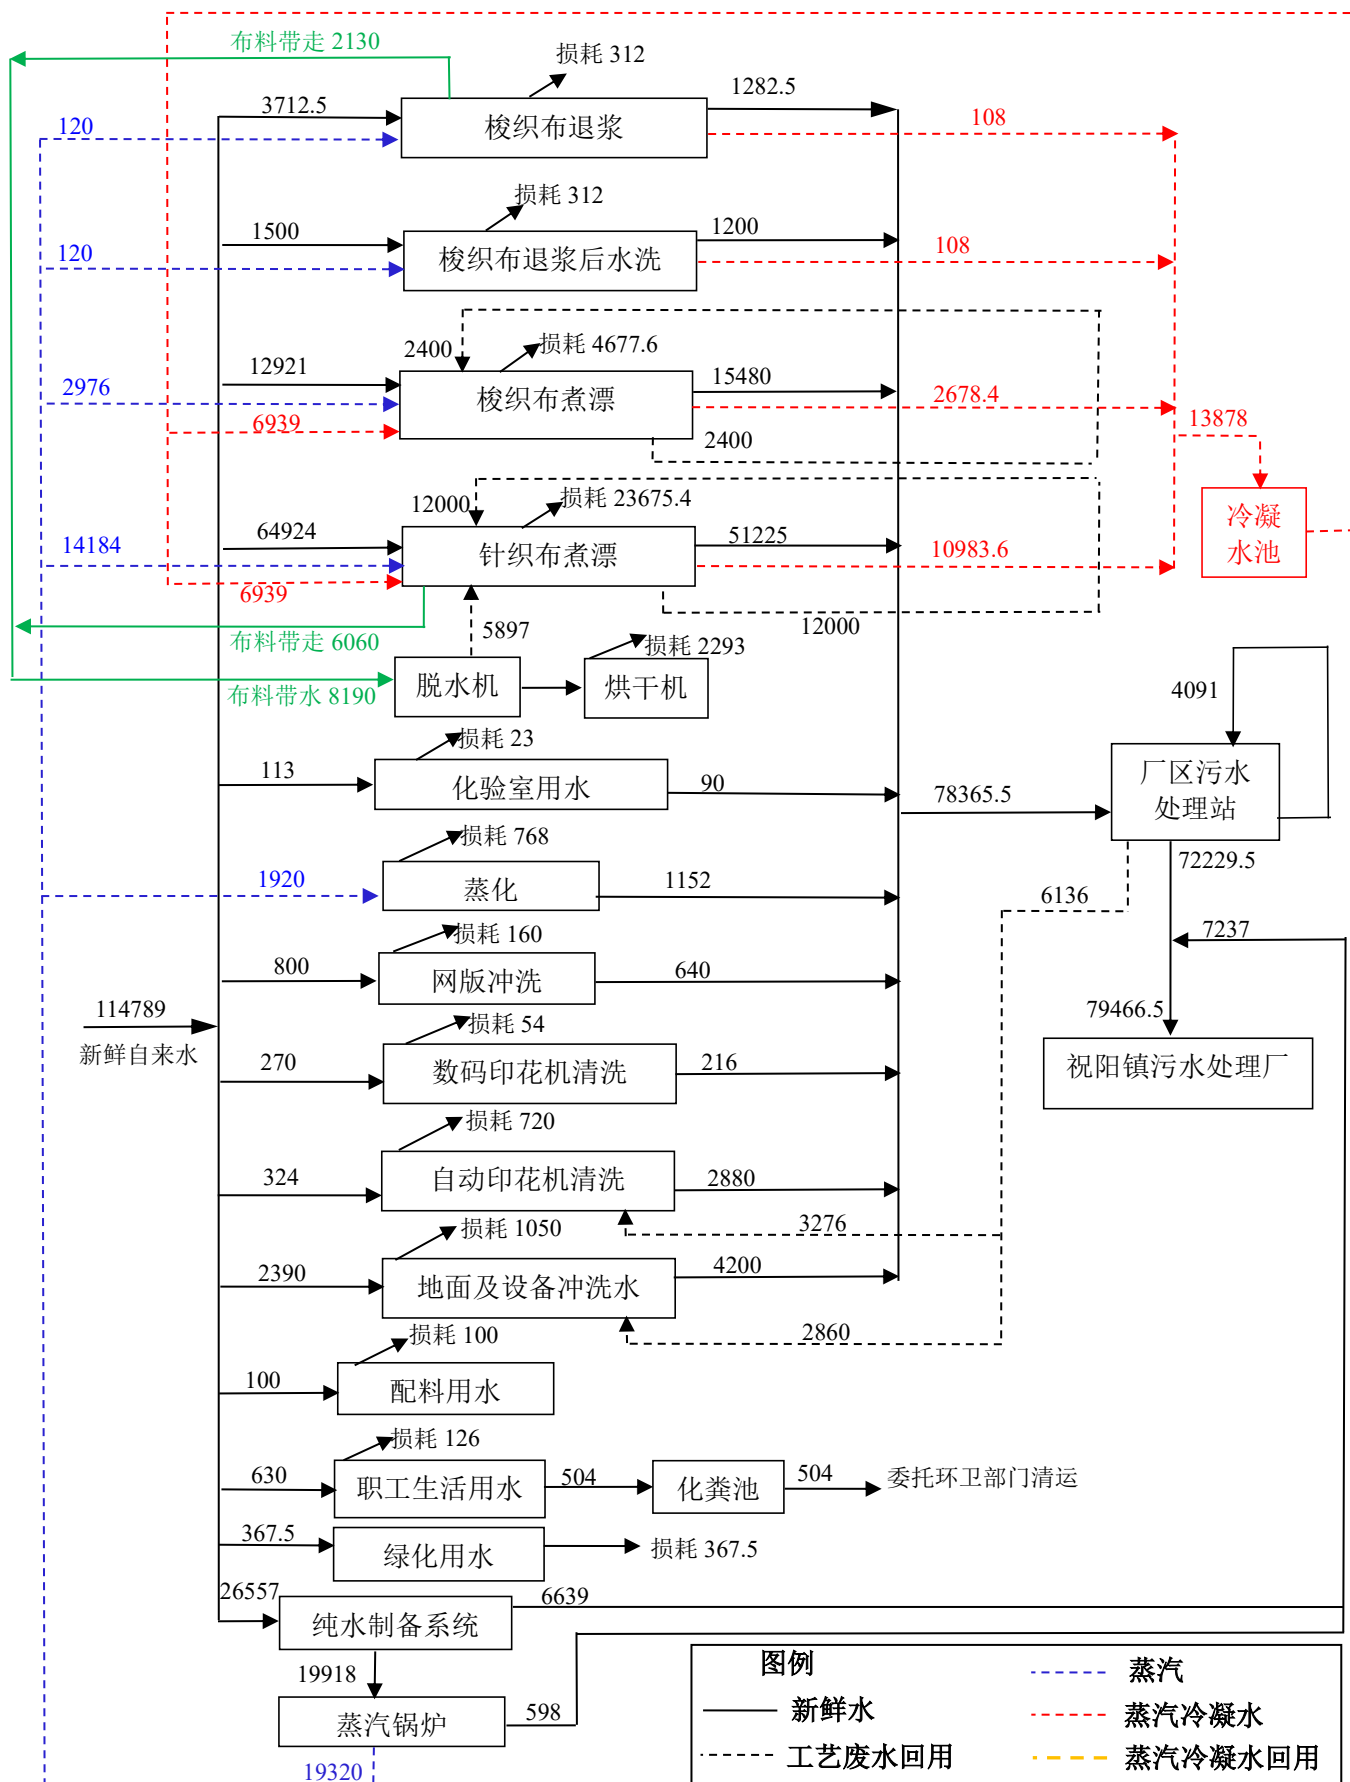 布料带走 2130
损耗 312
3712.5
梭织布退浆
1282.5
120
108
损耗 312
1500
梭织布退浆后水洗
1200
120
108
2400
损耗 4677.6
12921
梭织布煮漂
15480
2976
6939
2678.4
2400
13878
12000
损耗 23675.4
64924
针织布煮漂
51225
14184
10983.6
6939
冷凝
水池
12000
布料带走 6060
5897
损耗 2293
布料带水 8190
脱水机
烘干机
4091
损耗 23
113
化验室用水
90
78365.5
厂区污水
处理站
损耗 768
1920
蒸化
1152
72229.5
6136
损耗 160
800
网版冲洗
640
7237
114789
新鲜自来水
损耗 54
270
数码印花机清洗
216
79466.5
祝阳镇污水处理厂
损耗 720
324
自动印花机清洗
2880
3276
损耗 1050
2390
地面及设备冲洗水
4200
2860
损耗 100
100
配料用水
损耗 126
630
职工生活用水
504
化粪池
504
委托环卫部门清运
367.5
绿化用水
损耗 367.5
26557
纯水制备系统
6639
19918
蒸汽锅炉
598
19320
图例
蒸汽
新鲜水
蒸汽冷凝水
工艺废水回用
蒸汽冷凝水回用